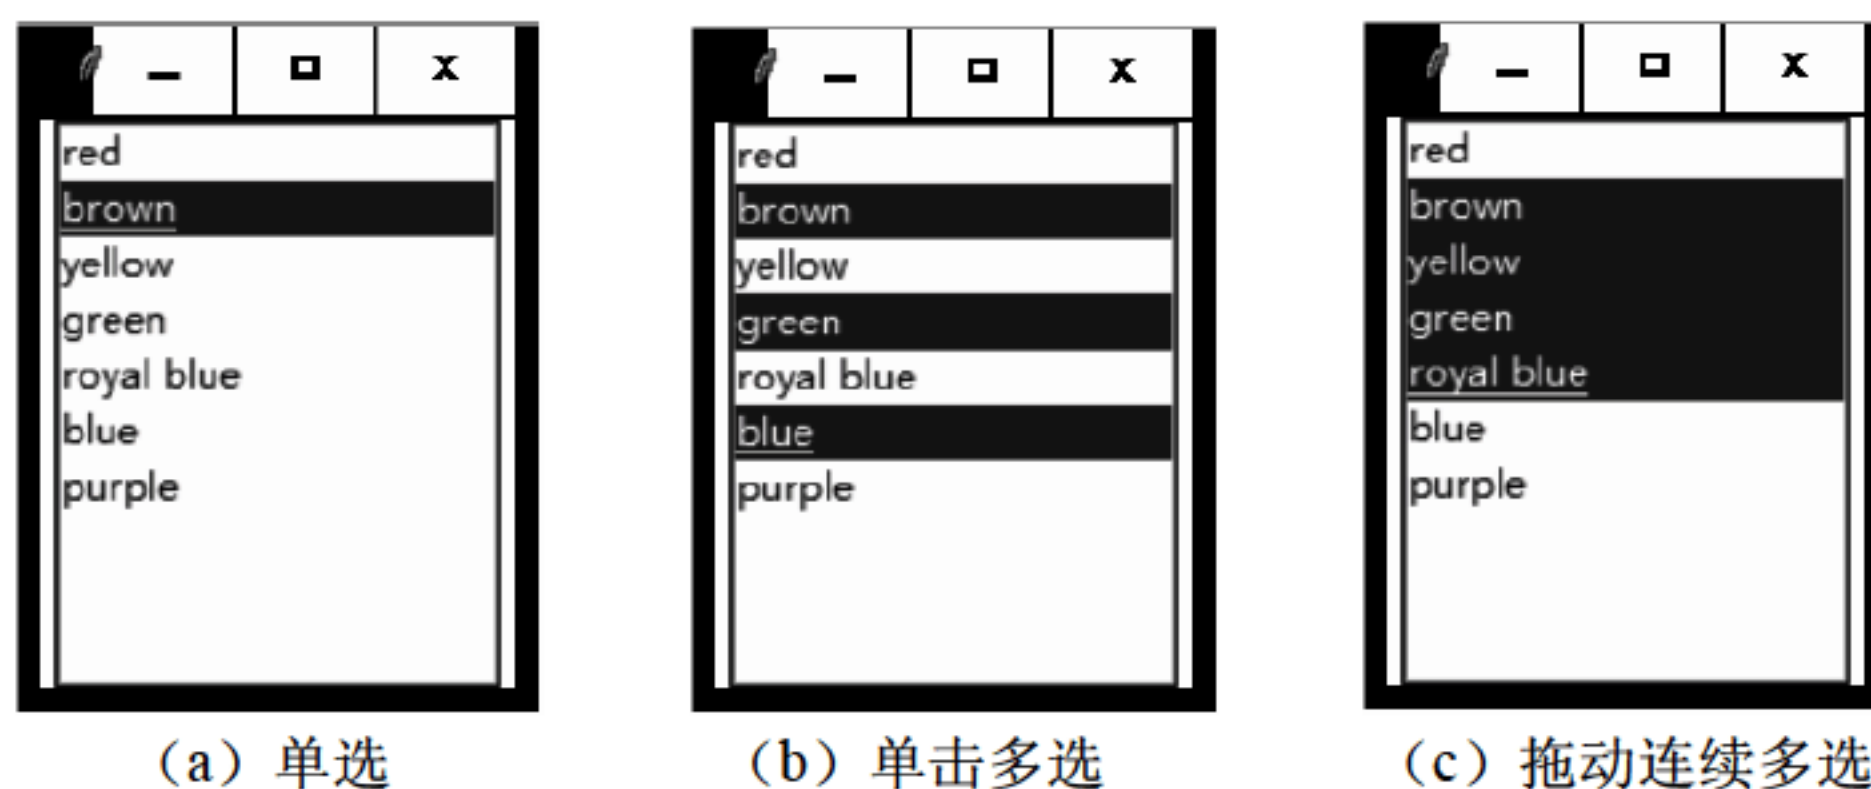 red
brown
yellow
green
royal blue
blue
purple
（a）单选
red
brown
yellow
green
royal blue
blue
purple
（b）单击多选
red
brown
yellow
green
royal blue
blue
purple
（c）拖动连续多选